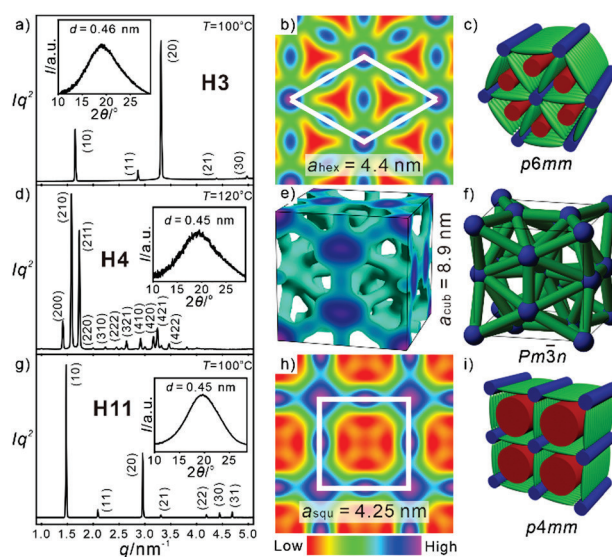 a)
T=100°C
I/a.u.
d = 0.46 nm
10 15 20 25
2θ/°
(20)
H3
Iq²
(10)
(11)
(21)
(30)
b)
a_hex = 4.4 nm
c)
p6mm
d)
T=120°C
(210)
(211)
I/a.u.
d = 0.45 nm
10 15 20 25
2θ/°
H4
Iq²
(200)
(220)
(310)
(222)
(321)
(410)
(420)
(421)
(422)
e)
a_cub = 8.9 nm
f)
Pm3̄n
g)
T=100°C
(10)
I/a.u.
d = 0.45 nm
10 15 20 25
2θ/°
H11
Iq²
(20)
(11)
(21)
(22)
(30)
(31)
1.0 1.5 2.0 2.5 3.0 3.5 4.0 4.5 5.0
q/nm⁻¹
h)
a_squ = 4.25 nm
Low High
i)
p4mm